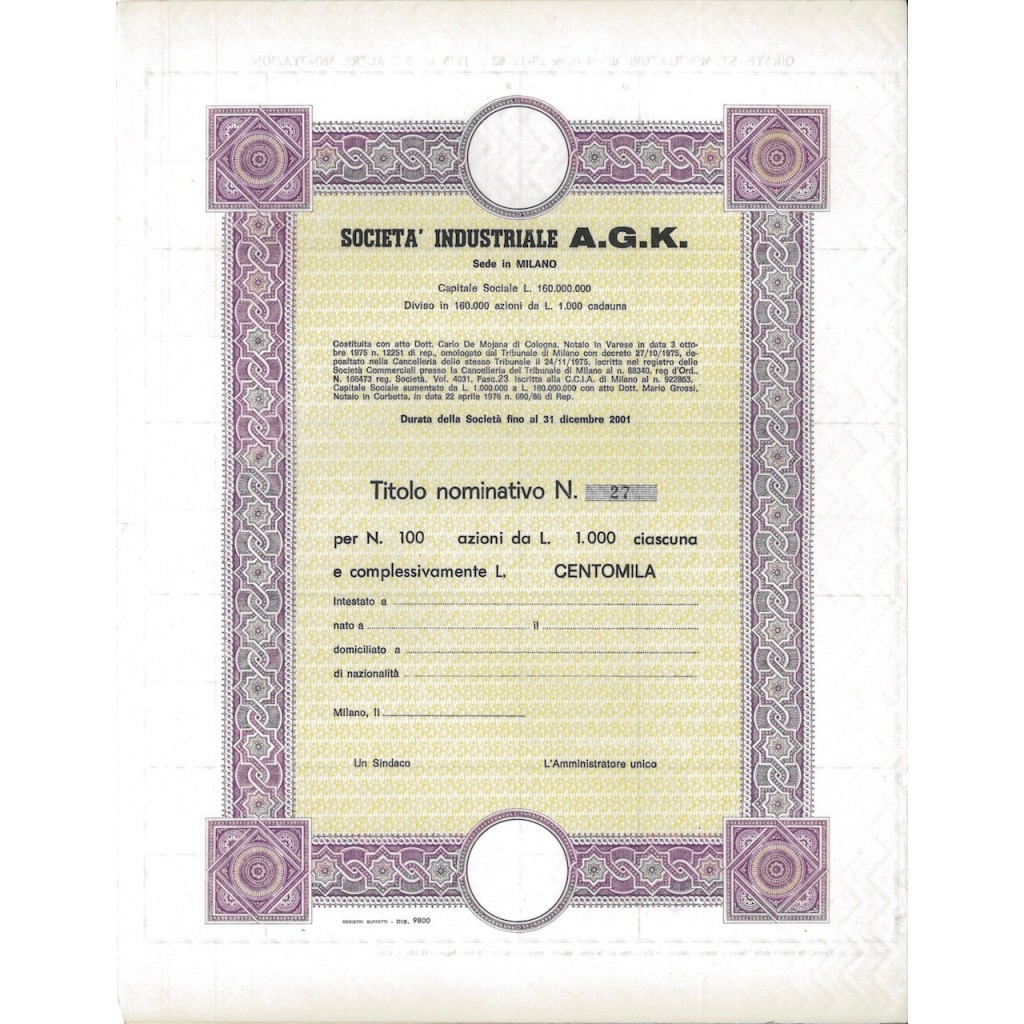 SOCIETA' INDUSTRIALE A.G.K.
Sede in MILANO
Capitale Sociale L. 160.000.000
Diviso in 160.000 azioni da L. 1.000 cadauna
Costituita con atto Dott. Carlo De Mojana di Cologna. Notaio in Varese in data 3 otto-
bre 1975 n. 12251 di rep., omologato dal Tribunale di Milano con decreto 27/10/1975, de-
positato nella Cancelleria dello stesso Tribunale il 24/11/1975, iscritta nel registro delle
Società Commerciali presso la Cancelleria del Tribunale di Milano al n. 68340, reg d'Ord..
N. 166473 reg. Società. Vol. 4031, Fasc.23 iscritta alla C.C.I.A. di Milano al n. 922853.
Capitale Sociale aumentato da L. 1.000.000 a L. 160.000.000 con atto Dott. Mario Grossi.
Notaio in Corbetta, in data 22 aprile 1976 n. 690/86 di Rep.
Durata della Società fino al 31 dicembre 2001
Titolo nominativo N. 27
per N. 100 azioni da L. 1.000 ciascuna
e complessivamente L. CENTOMILA
Intestato a
nato a il
domiciliato a
di nazionalità
Milano, lì
Un Sindaco L'Amministratore unico
REGISTRI BUFFETTI - DIS. 9800